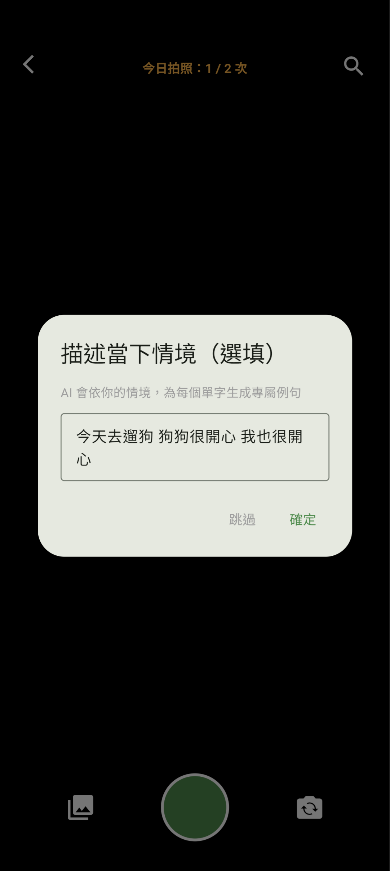 今日拍照：1 / 2 次
描述當下情境（選填）
AI 會依你的情境，為每個單字生成專屬例句
今天去遛狗 狗狗很開心 我也很開
心
跳過 確定